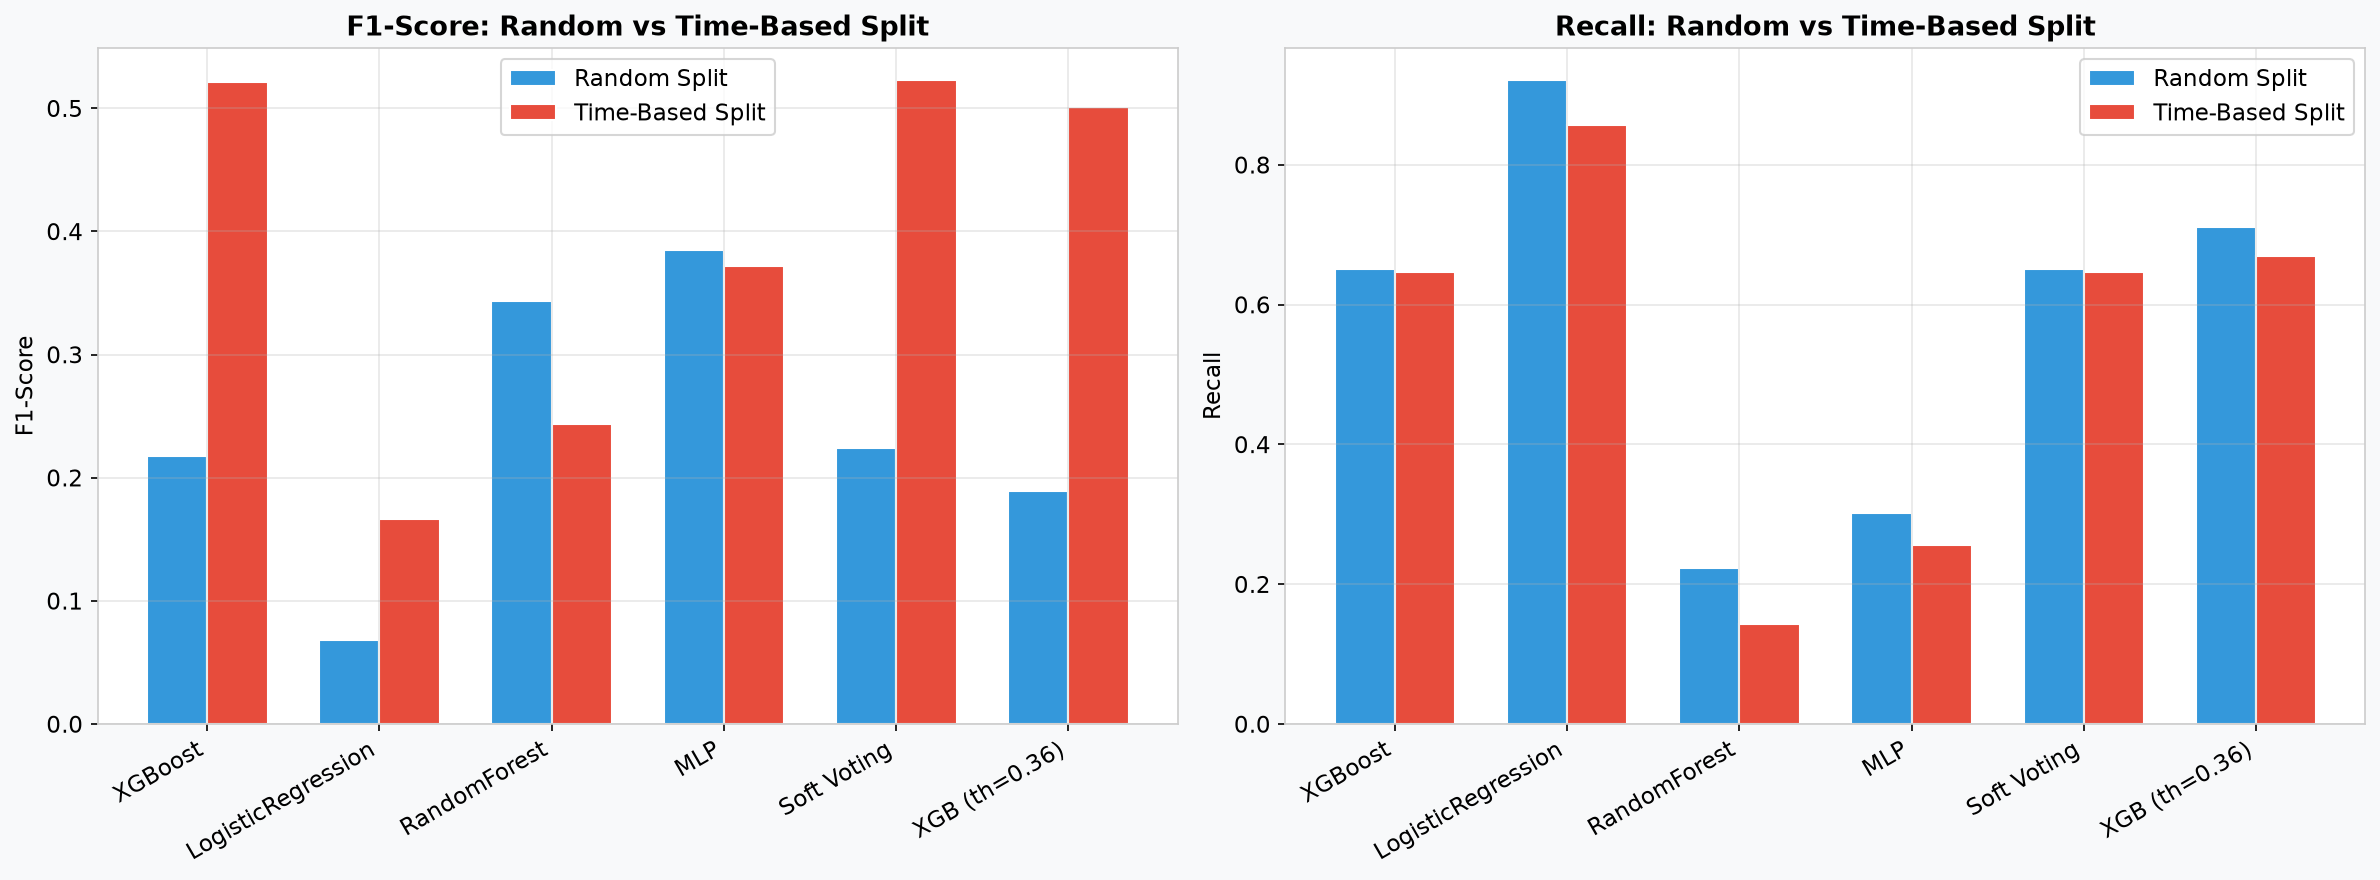 F1-Score: Random vs Time-Based Split
Random Split
Time-Based Split
F1-Score
0.5
0.4
0.3
0.2
0.1
0.0
XGBoost
LogisticRegression
RandomForest
MLP
Soft Voting
XGB (th=0.36)
Recall: Random vs Time-Based Split
Random Split
Time-Based Split
Recall
0.8
0.6
0.4
0.2
0.0
XGBoost
LogisticRegression
RandomForest
MLP
Soft Voting
XGB (th=0.36)